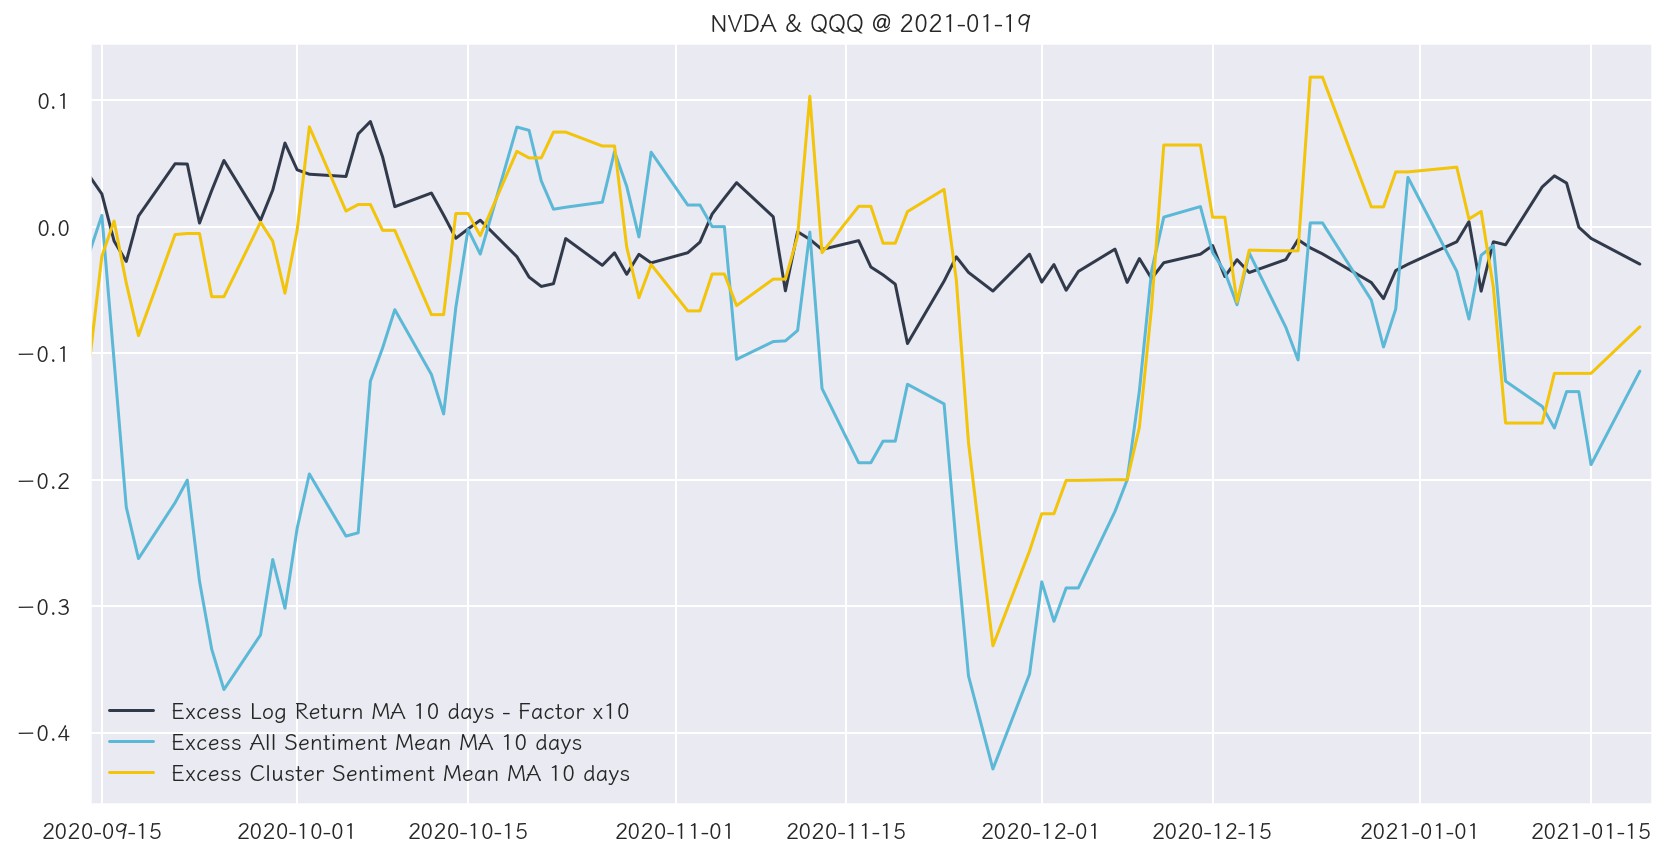 NVDA & QQQ @ 2021-01-19
0.1
0.0
−0.1
−0.2
−0.3
−0.4
Excess Log Return MA 10 days - Factor x10
Excess All Sentiment Mean MA 10 days
Excess Cluster Sentiment Mean MA 10 days
2020-09-15 2020-10-01 2020-10-15 2020-11-01 2020-11-15 2020-12-01 2020-12-15 2021-01-01 2021-01-15